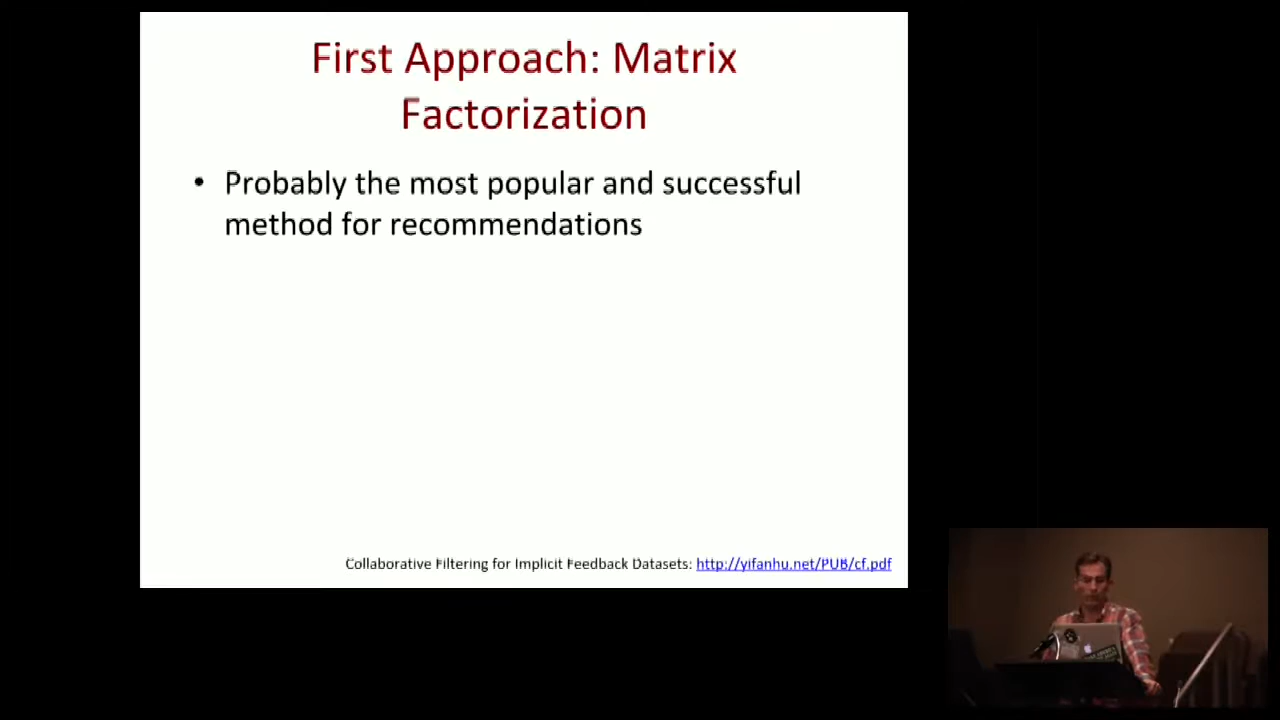 First Approach: Matrix
Factorization
• Probably the most popular and successful
method for recommendations
Collaborative Filtering for Implicit Feedback Datasets: http://yifanhu.net/PUB/cf.pdf